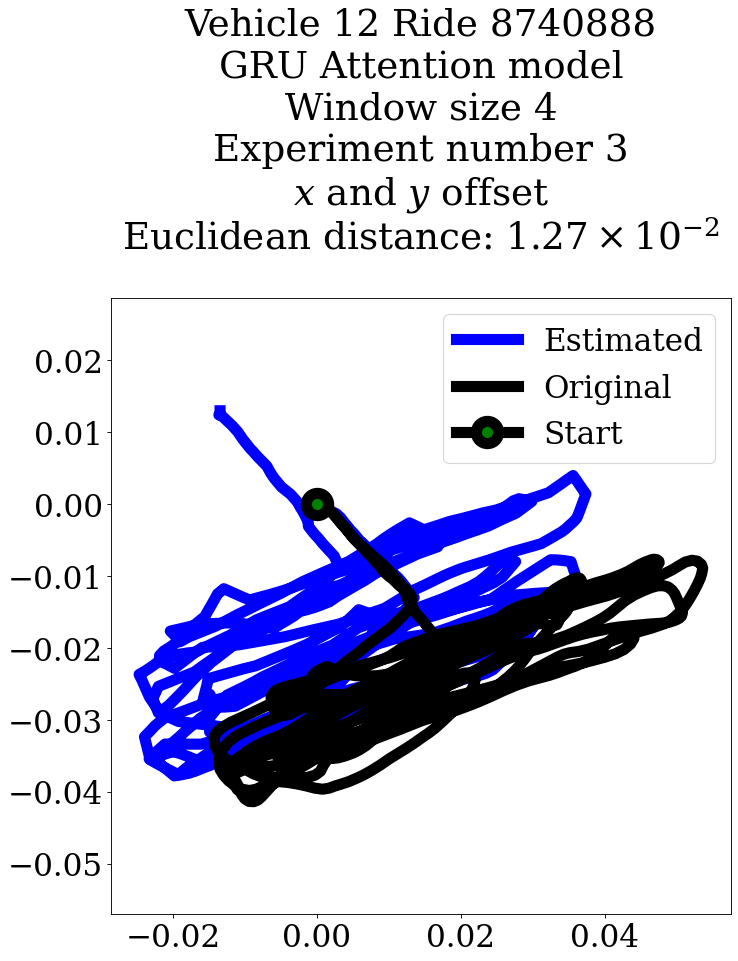 Vehicle 12 Ride 8740888
GRU Attention model
Window size 4
Experiment number 3
x and y offset
Euclidean distance: 1.27 × 10⁻²
Estimated
Original
Start
0.02
0.01
0.00
−0.01
−0.02
−0.03
−0.04
−0.05
−0.02 0.00 0.02 0.04